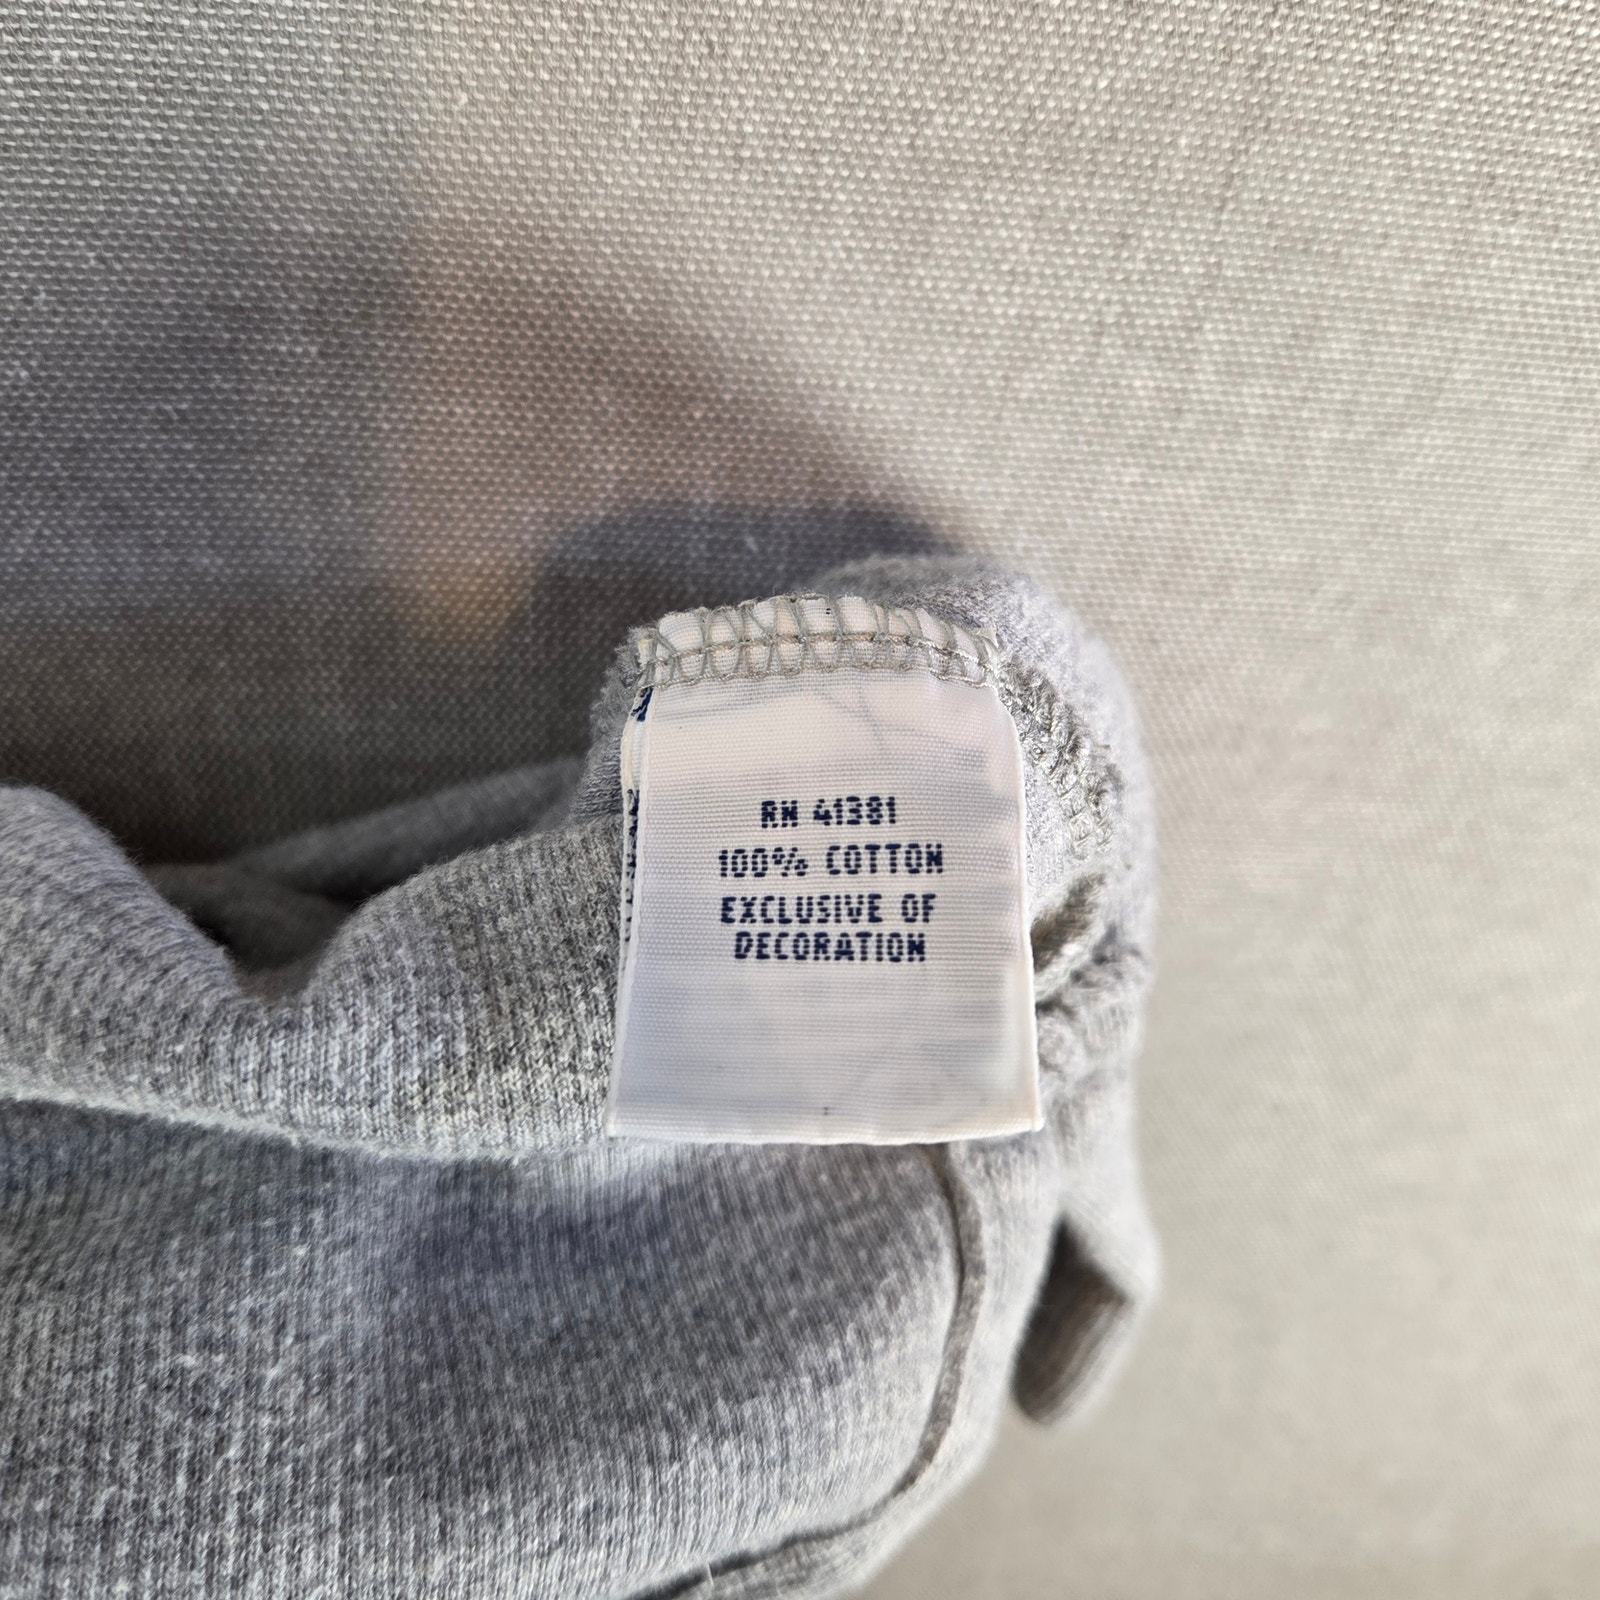 RN 41381
100% COTTON
EXCLUSIVE OF
DECORATION